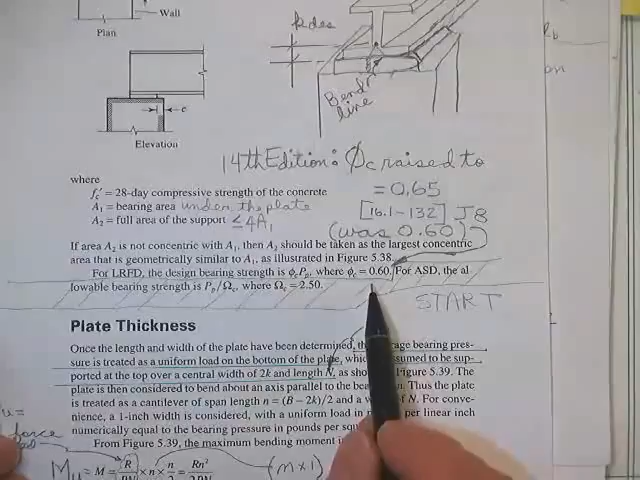 Wall
Plan
k des
Bend
line
e
Elevation
14th Edition: ϕc raised to
= 0.65
[16.1-132] J8
(was 0.60)
where
f'c = 28-day compressive strength of the concrete
A1 = bearing area under the plate
A2 = full area of the support ≤ 4A1
If area A2 is not concentric with A1, then A2 should be taken as the largest concentric
area that is geometrically similar to A1, as illustrated in Figure 5.38.
For LRFD, the design bearing strength is ϕcPp, where ϕc = 0.60. For ASD, the al
lowable bearing strength is Pp/Ωc, where Ωc = 2.50.
START
Plate Thickness
Once the length and width of the plate have been determined, the average bearing pres-
sure is treated as a uniform load on the bottom of the plate, which assumed to be sup-
ported at the top over a central width of 2k and length N, as show Figure 5.39. The
plate is then considered to bend about an axis parallel to the bea n. Thus the plate
is treated as a cantilever of span length n = (B − 2k)/2 and a w of N. For conve-
nience, a 1-inch width is considered, with a uniform load in per linear inch
numerically equal to the bearing pressure in pounds per squ
From Figure 5.39, the maximum bending moment in
force
Mu = M = R × n × n/2 = Rn²
(m×1)